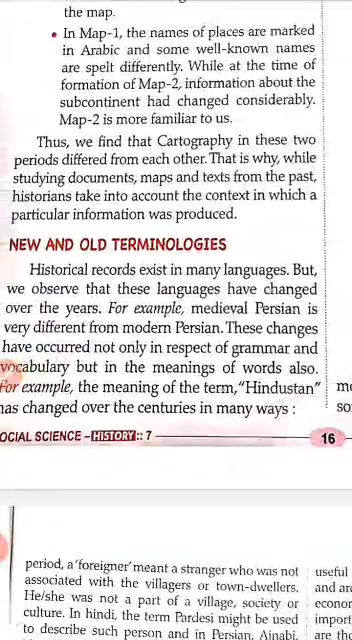 the map.
• In Map-1, the names of places are marked
in Arabic and some well-known names
are spelt differently. While at the time of
formation of Map-2, information about the
subcontinent had changed considerably.
Map-2 is more familiar to us.
Thus, we find that Cartography in these two
periods differed from each other. That is why, while
studying documents, maps and texts from the past,
historians take into account the context in which a
particular information was produced.
NEW AND OLD TERMINOLOGIES
Historical records exist in many languages. But,
we observe that these languages have changed
over the years. For example, medieval Persian is
very different from modern Persian. These changes
have occurred not only in respect of grammar and
vocabulary but in the meanings of words also.
For example, the meaning of the term, "Hindustan"
has changed over the centuries in many ways :
me
so
OCIAL SCIENCE – HISTORY :: 7
16
period, a 'foreigner' meant a stranger who was not
associated with the villagers or town-dwellers.
He/she was not a part of a village, society or
culture. In hindi, the term Pardesi might be used
to describe such person and in Persian, Ajnabi.
useful
and are
econor
import
are th